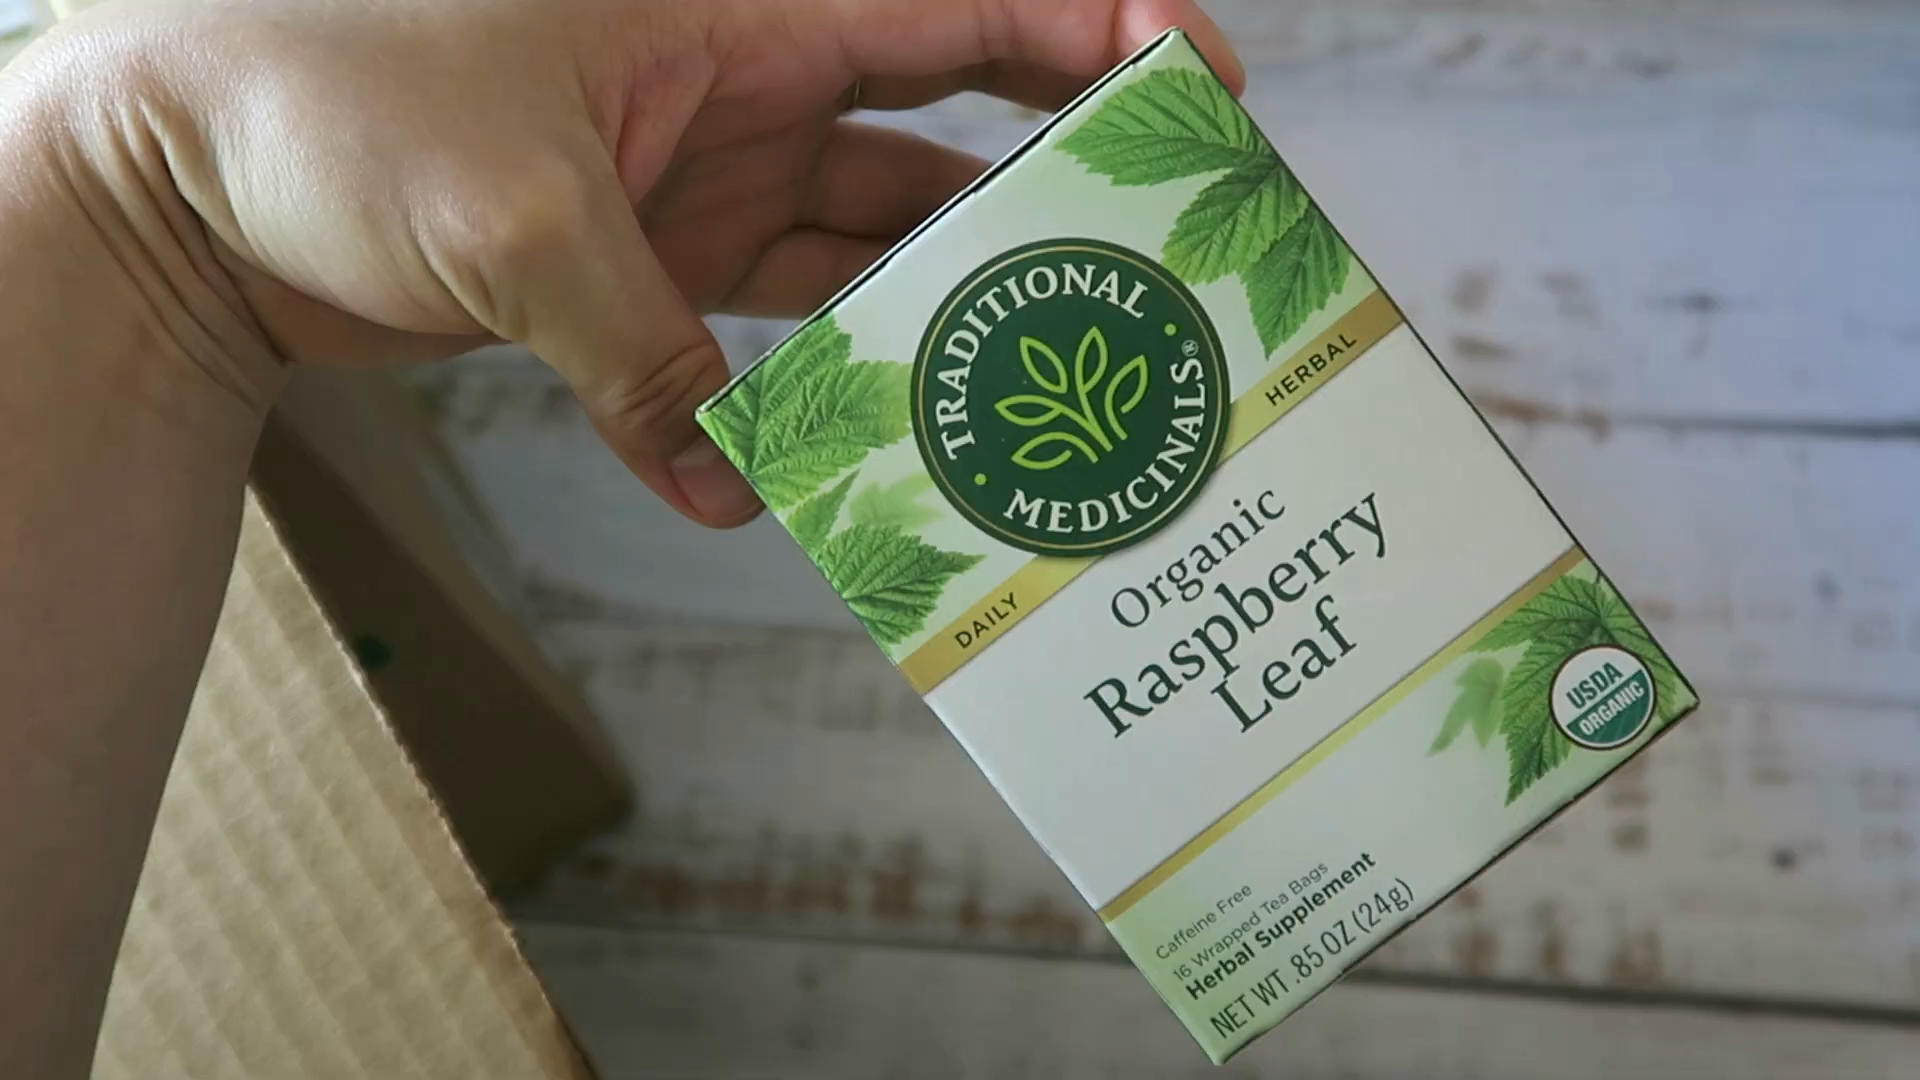 TRADITIONAL
MEDICINALS®
DAILY
HERBAL
Organic
Raspberry
Leaf
USDA
ORGANIC
Caffeine Free
16 Wrapped Tea Bags
Herbal Supplement
NET WT .85 OZ (24g)